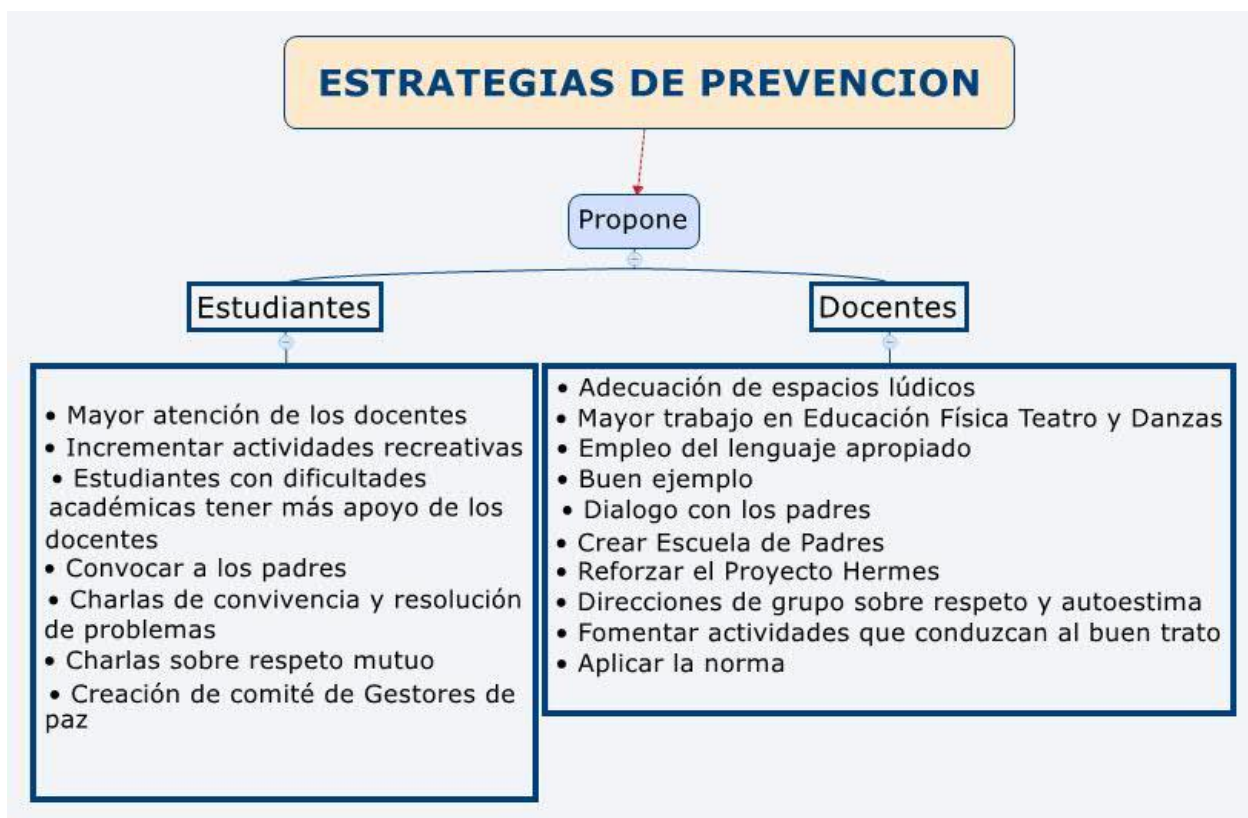 ESTRATEGIAS DE PREVENCION
Propone
Estudiantes
• Mayor atención de los docentes
• Incrementar actividades recreativas
• Estudiantes con dificultades
académicas tener más apoyo de los
docentes
• Convocar a los padres
• Charlas de convivencia y resolución
de problemas
• Charlas sobre respeto mutuo
• Creación de comité de Gestores de
paz
Docentes
• Adecuación de espacios lúdicos
• Mayor trabajo en Educación Física Teatro y Danzas
• Empleo del lenguaje apropiado
• Buen ejemplo
• Dialogo con los padres
• Crear Escuela de Padres
• Reforzar el Proyecto Hermes
• Direcciones de grupo sobre respeto y autoestima
• Fomentar actividades que conduzcan al buen trato
• Aplicar la norma